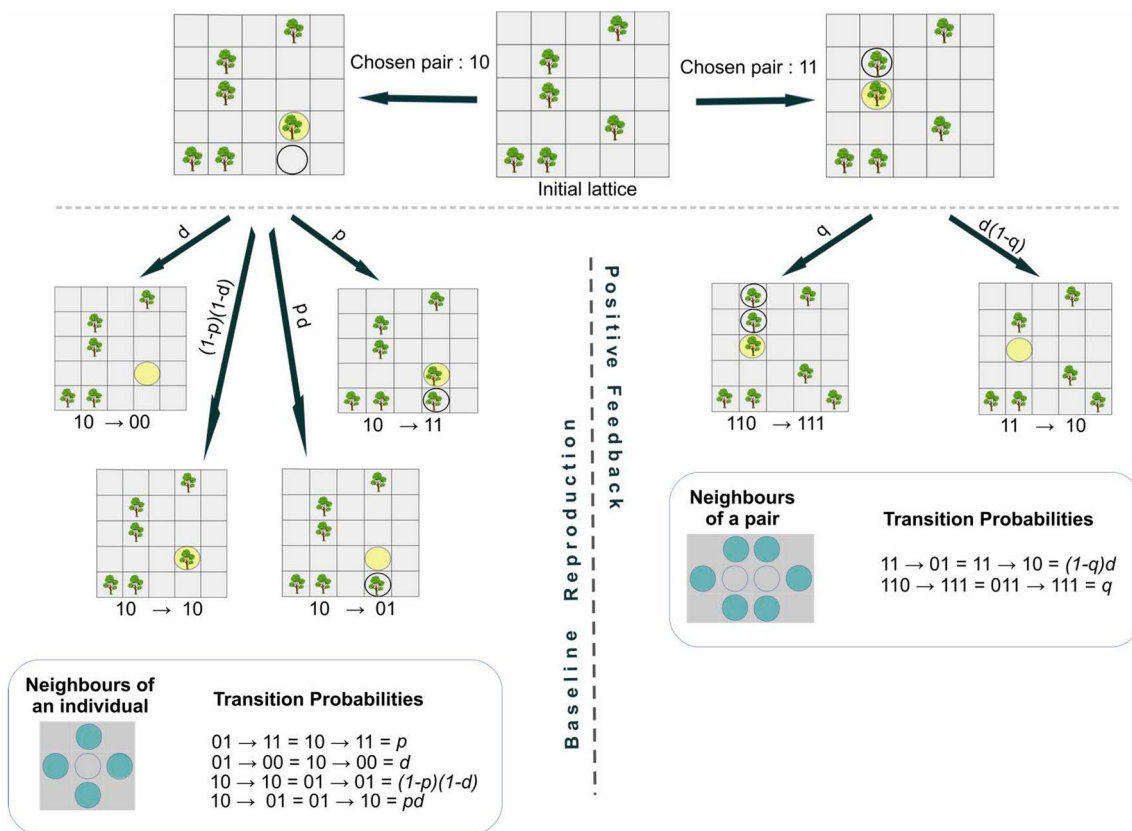 Chosen pair : 10
Chosen pair : 11
Initial lattice
d
(1-p)(1-d)
pd
p
q
d(1-q)
10 → 00
10 → 11
10 → 10
10 → 01
110 → 111
11 → 10
Baseline Reproduction
Positive Feedback
Neighbours of
an individual
Transition Probabilities
01 → 11 = 10 → 11 = p
01 → 00 = 10 → 00 = d
10 → 10 = 01 → 01 = (1-p)(1-d)
10 → 01 = 01 → 10 = pd
Neighbours
of a pair
Transition Probabilities
11 → 01 = 11 → 10 = (1-q)d
110 → 111 = 011 → 111 = q